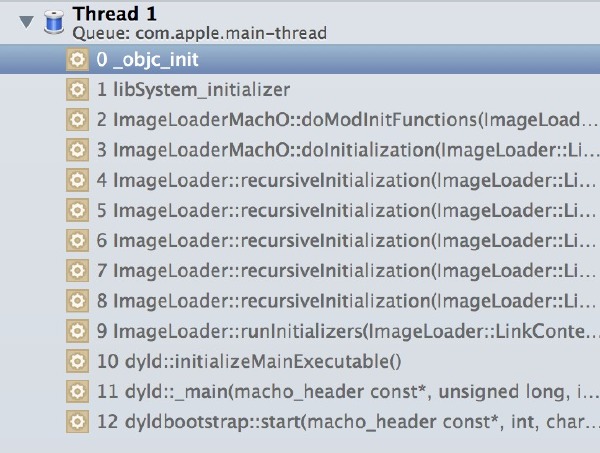 Thread 1
Queue: com.apple.main-thread
0 _objc_init
1 libSystem_initializer
2 ImageLoaderMachO::doModInitFunctions(ImageLoad...
3 ImageLoaderMachO::doInitialization(ImageLoader::Li...
4 ImageLoader::recursiveInitialization(ImageLoader::Li...
5 ImageLoader::recursiveInitialization(ImageLoader::Li...
6 ImageLoader::recursiveInitialization(ImageLoader::Li...
7 ImageLoader::recursiveInitialization(ImageLoader::Li...
8 ImageLoader::recursiveInitialization(ImageLoader::Li...
9 ImageLoader::runInitializers(ImageLoader::LinkConte...
10 dyld::initializeMainExecutable()
11 dyld::_main(macho_header const*, unsigned long, i...
12 dyldbootstrap::start(macho_header const*, int, char...